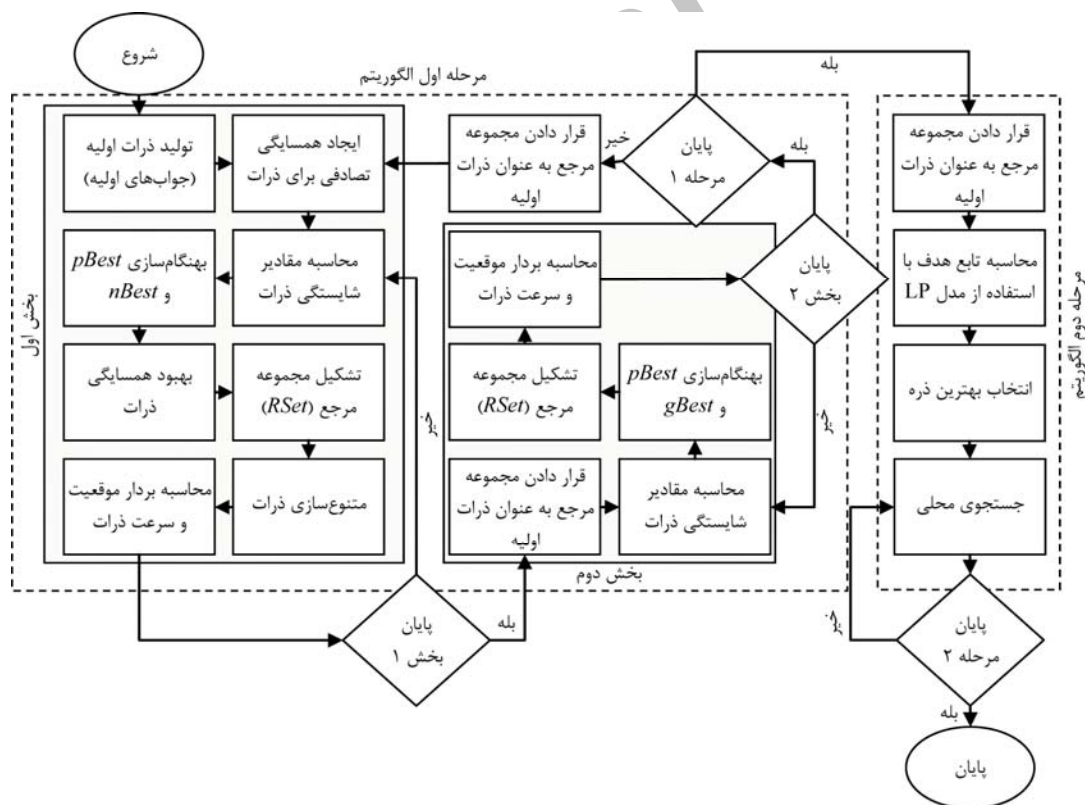 شروع
مرحله اول الگوریتم
بخش اول
تولید ذرات اولیه
(جواب‌های اولیه)
ایجاد همسایگی
تصادفی برای ذرات
محاسبه مقادیر
شایستگی ذرات
بهنگام‌سازی pBest
و nBest
بهبود همسایگی
ذرات
تشکیل مجموعه
مرجع (RSet)
متنوع‌سازی ذرات
محاسبه بردار موقعیت
و سرعت ذرات
پایان
بخش ۱
خیر
بله
بخش دوم
قرار دادن مجموعه
مرجع به عنوان ذرات
اولیه
محاسبه مقادیر
شایستگی ذرات
بهنگام‌سازی pBest
و gBest
تشکیل مجموعه
مرجع (RSet)
محاسبه بردار موقعیت
و سرعت ذرات
پایان
بخش ۲
خیر
بله
پایان
مرحله ۱
خیر
قرار دادن مجموعه
مرجع به عنوان ذرات
اولیه
بله
مرحله دوم الگوریتم
قرار دادن مجموعه
مرجع به عنوان ذرات
اولیه
محاسبه تابع هدف با
استفاده از مدل LP
انتخاب بهترین ذره
جستجوی محلی
پایان
مرحله ۲
خیر
بله
پایان